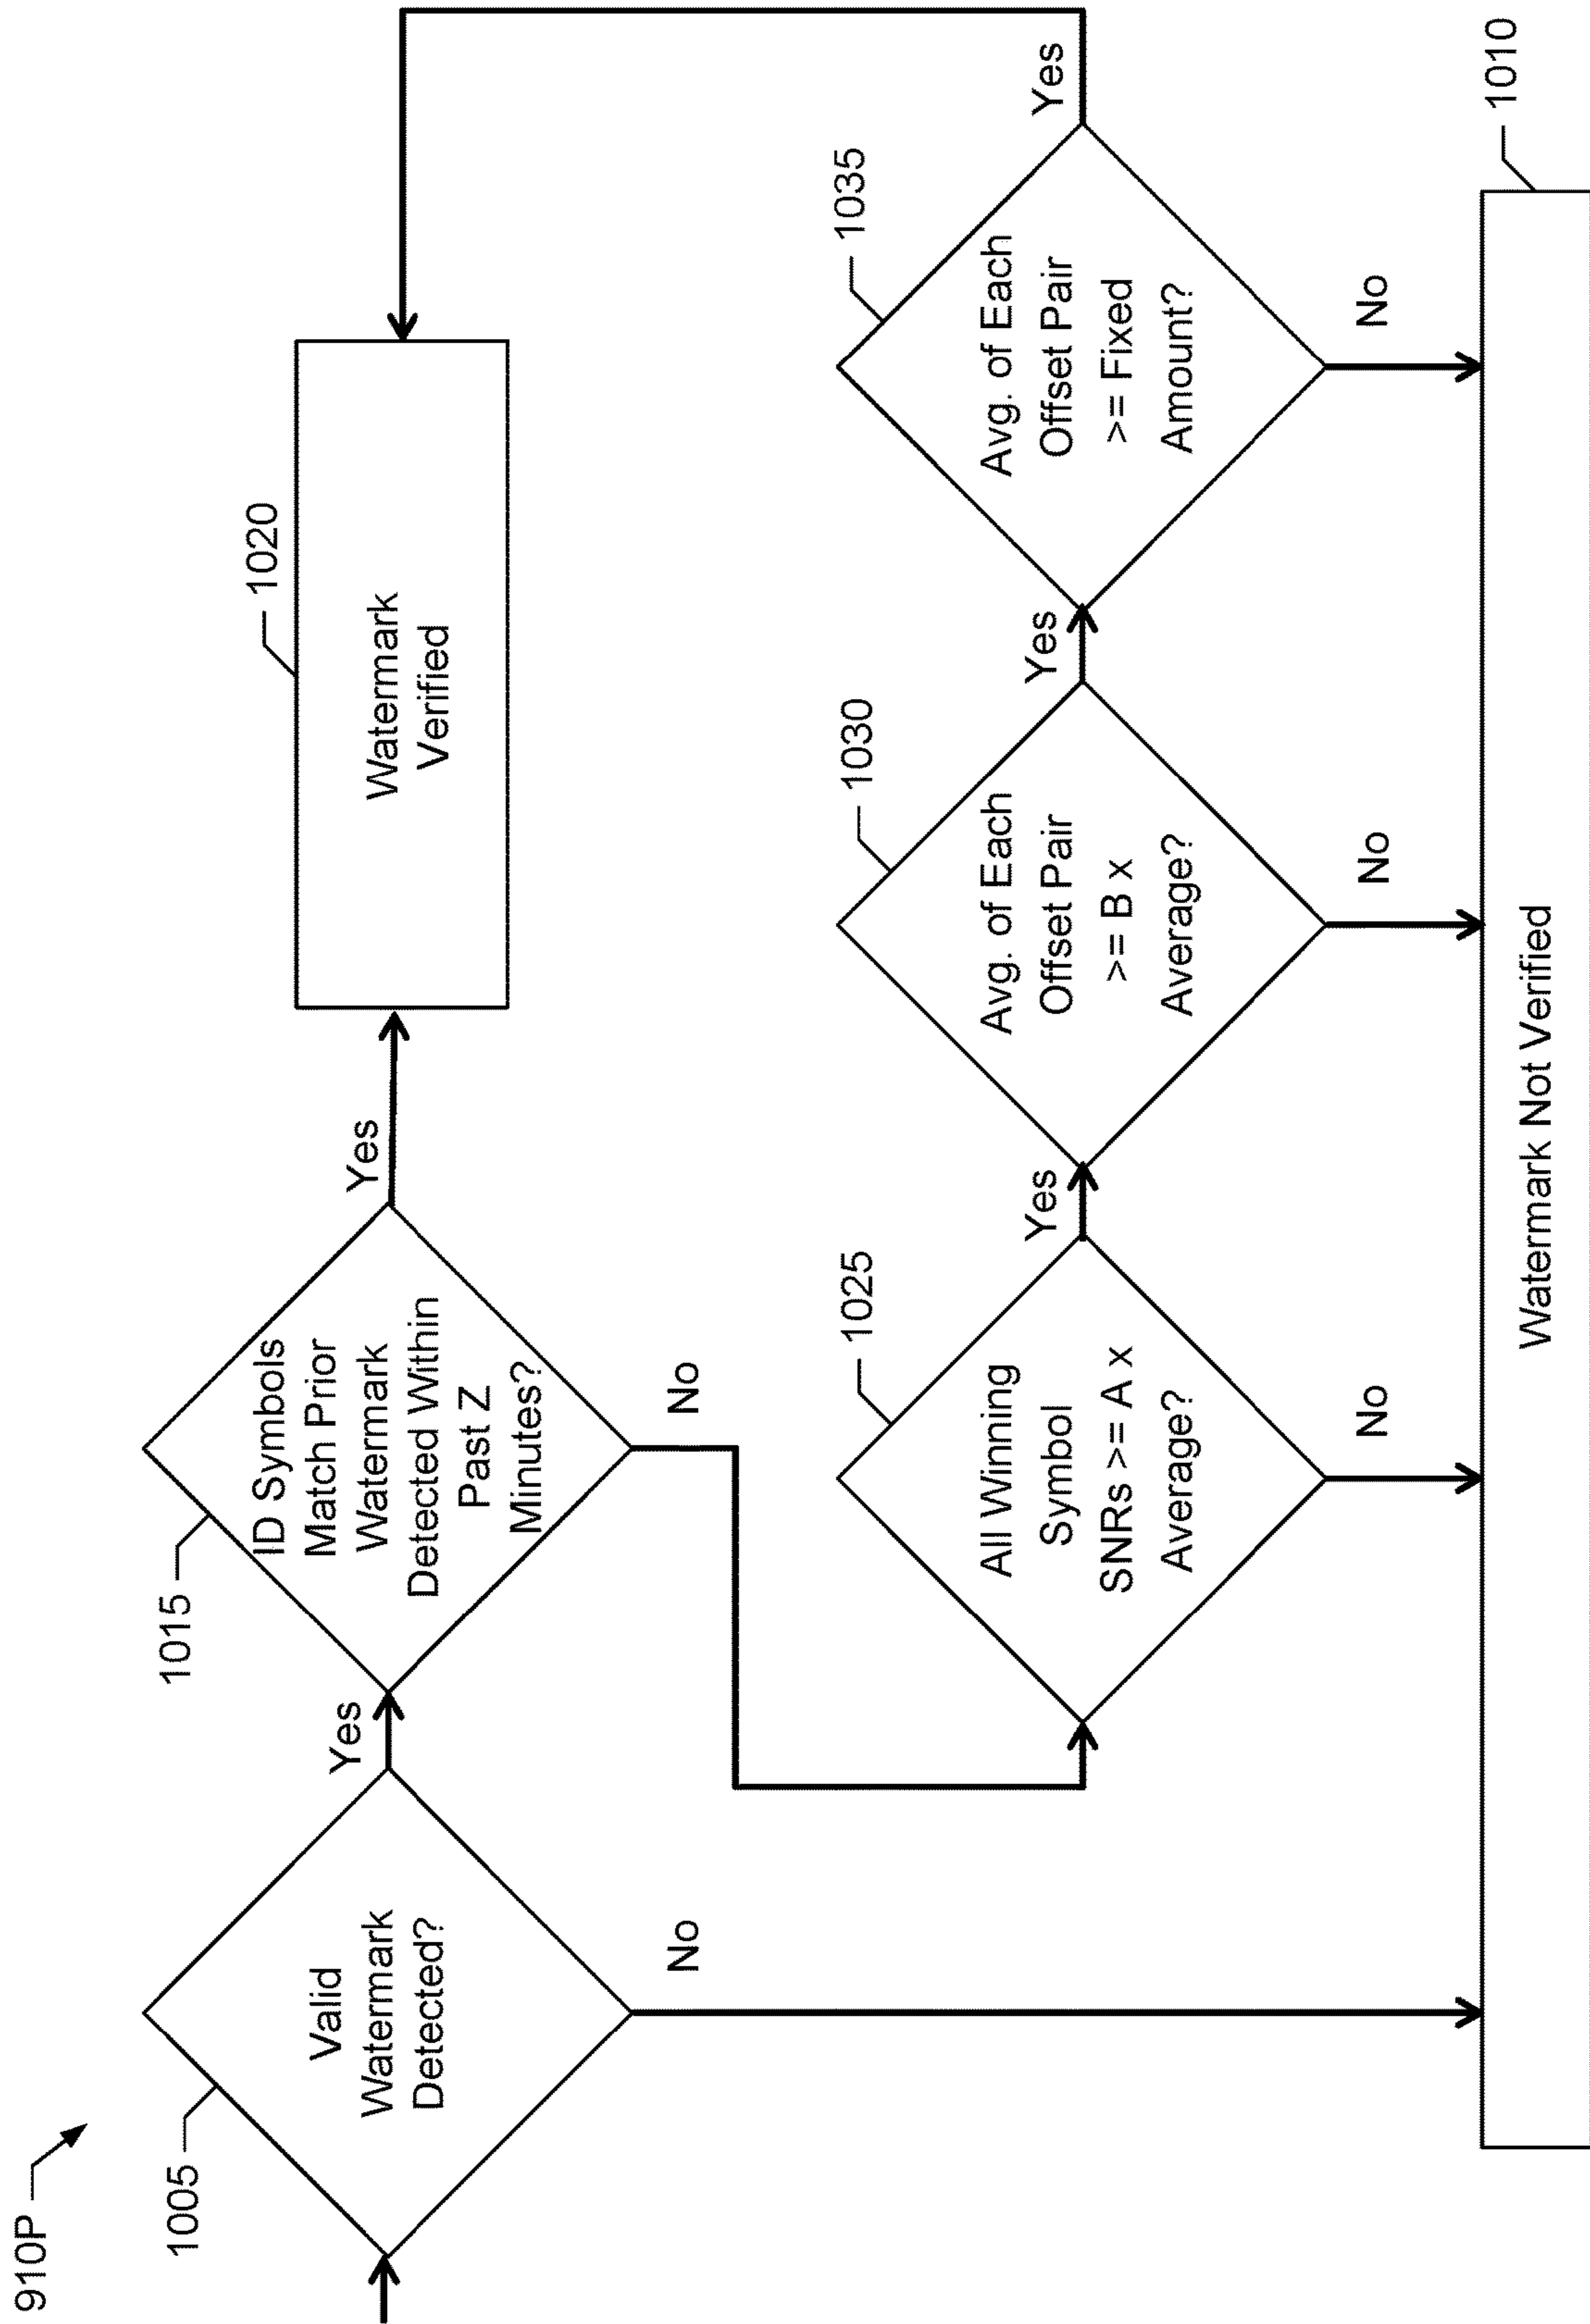 910P
1005
Valid
Watermark
Detected?
Yes
No
1015
ID Symbols
Match Prior
Watermark
Detected Within
Past Z
Minutes?
Yes
No
1020
Watermark
Verified
1025
All Winning
Symbol
SNRs >= A x
Average?
Yes
No
1030
Avg. of Each
Offset Pair
>= B x
Average?
Yes
No
1035
Avg. of Each
Offset Pair
>= Fixed
Amount?
Yes
No
1010
Watermark Not Verified